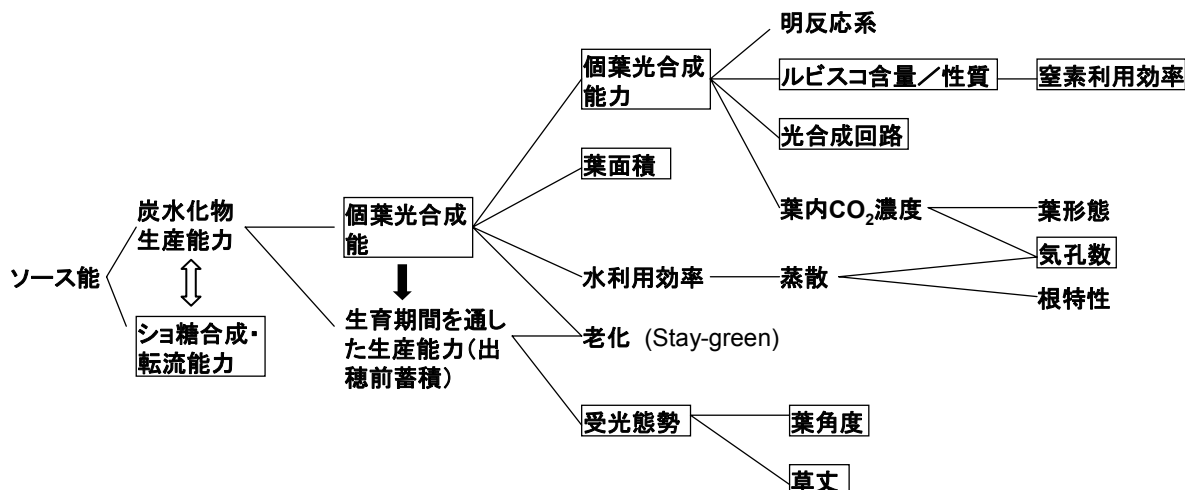 明反応系
個葉光合成
能力
ルビスコ含量／性質
窒素利用効率
光合成回路
葉面積
葉内CO₂濃度
葉形態
気孔数
炭水化物
生産能力
個葉光合成
能
ソース能
水利用効率
蒸散
根特性
ショ糖合成・
転流能力
生育期間を通し
た生産能力（出
穂前蓄積）
老化 (Stay-green)
受光態勢
葉角度
草丈